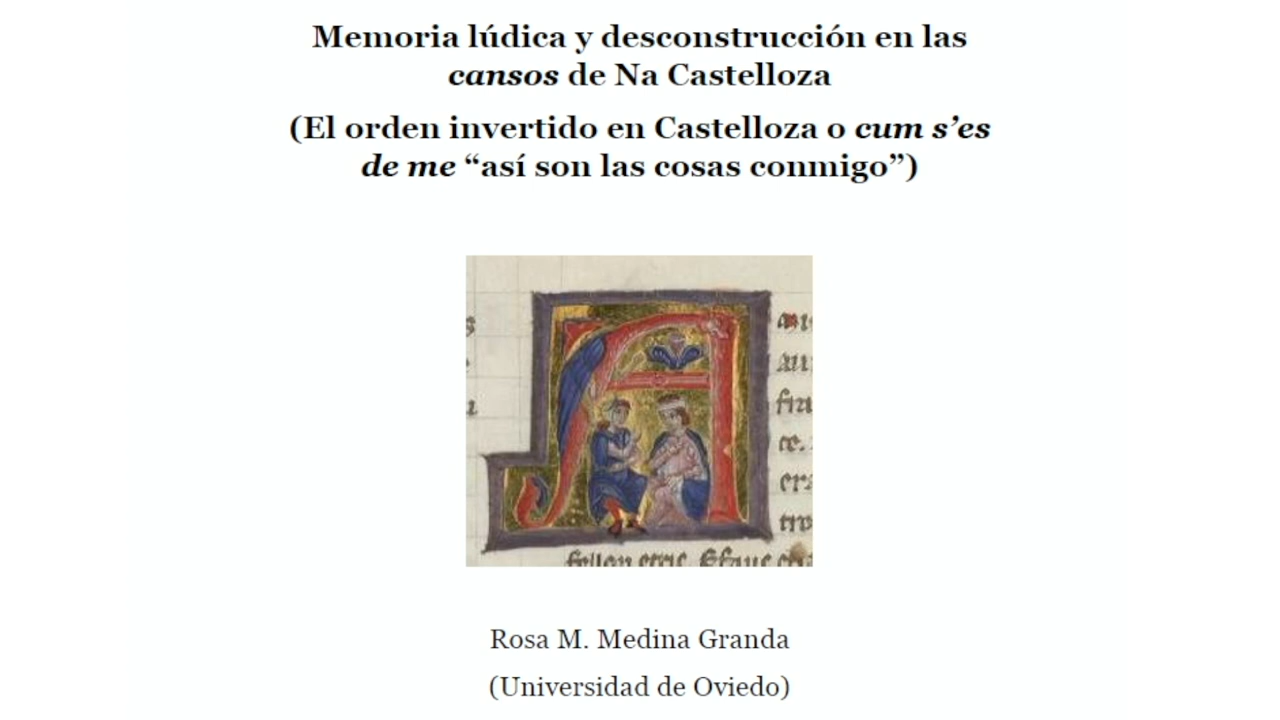 Memoria lúdica y desconstrucción en las
cansos de Na Castelloza
(El orden invertido en Castelloza o cum s’es
de me “así son las cosas conmigo”)
Rosa M. Medina Granda
(Universidad de Oviedo)